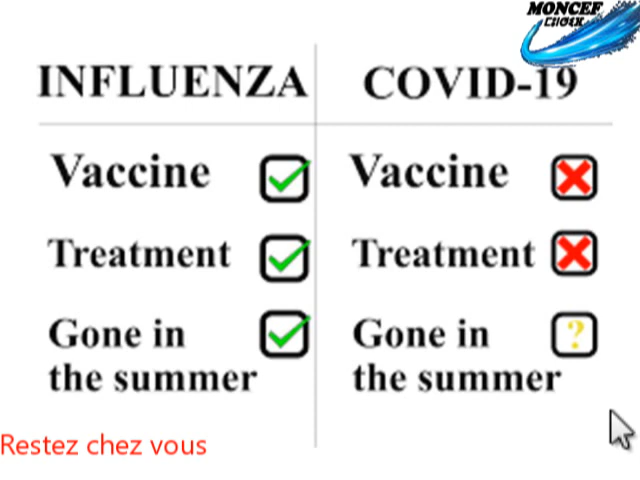 MONCEF
INFLUENZA COVID-19
Vaccine Vaccine
Treatment Treatment
Gone in Gone in
the summer the summer
?
Restez chez vous